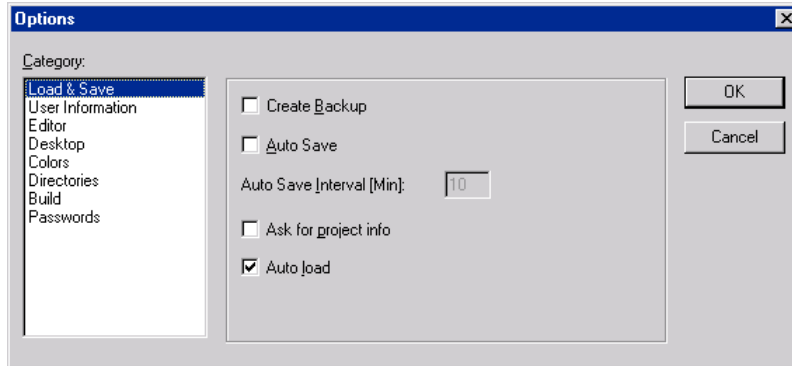 Options
Category:
Load & Save
User Information
Editor
Desktop
Colors
Directories
Build
Passwords
Create Backup
Auto Save
Auto Save Interval [Min]: 10
Ask for project info
Auto load
OK
Cancel